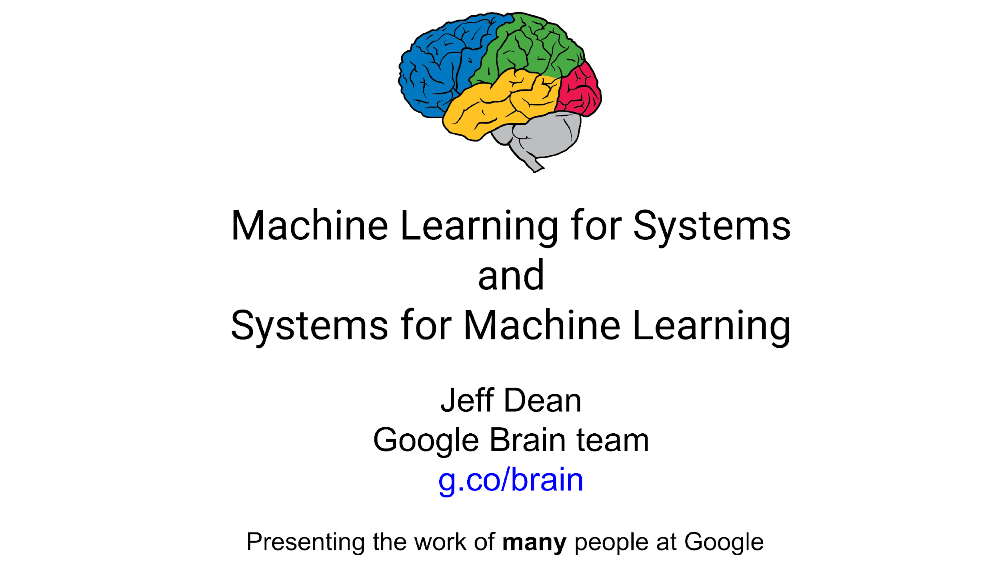 Machine Learning for Systems
and
Systems for Machine Learning
Jeff Dean
Google Brain team
g.co/brain
Presenting the work of many people at Google